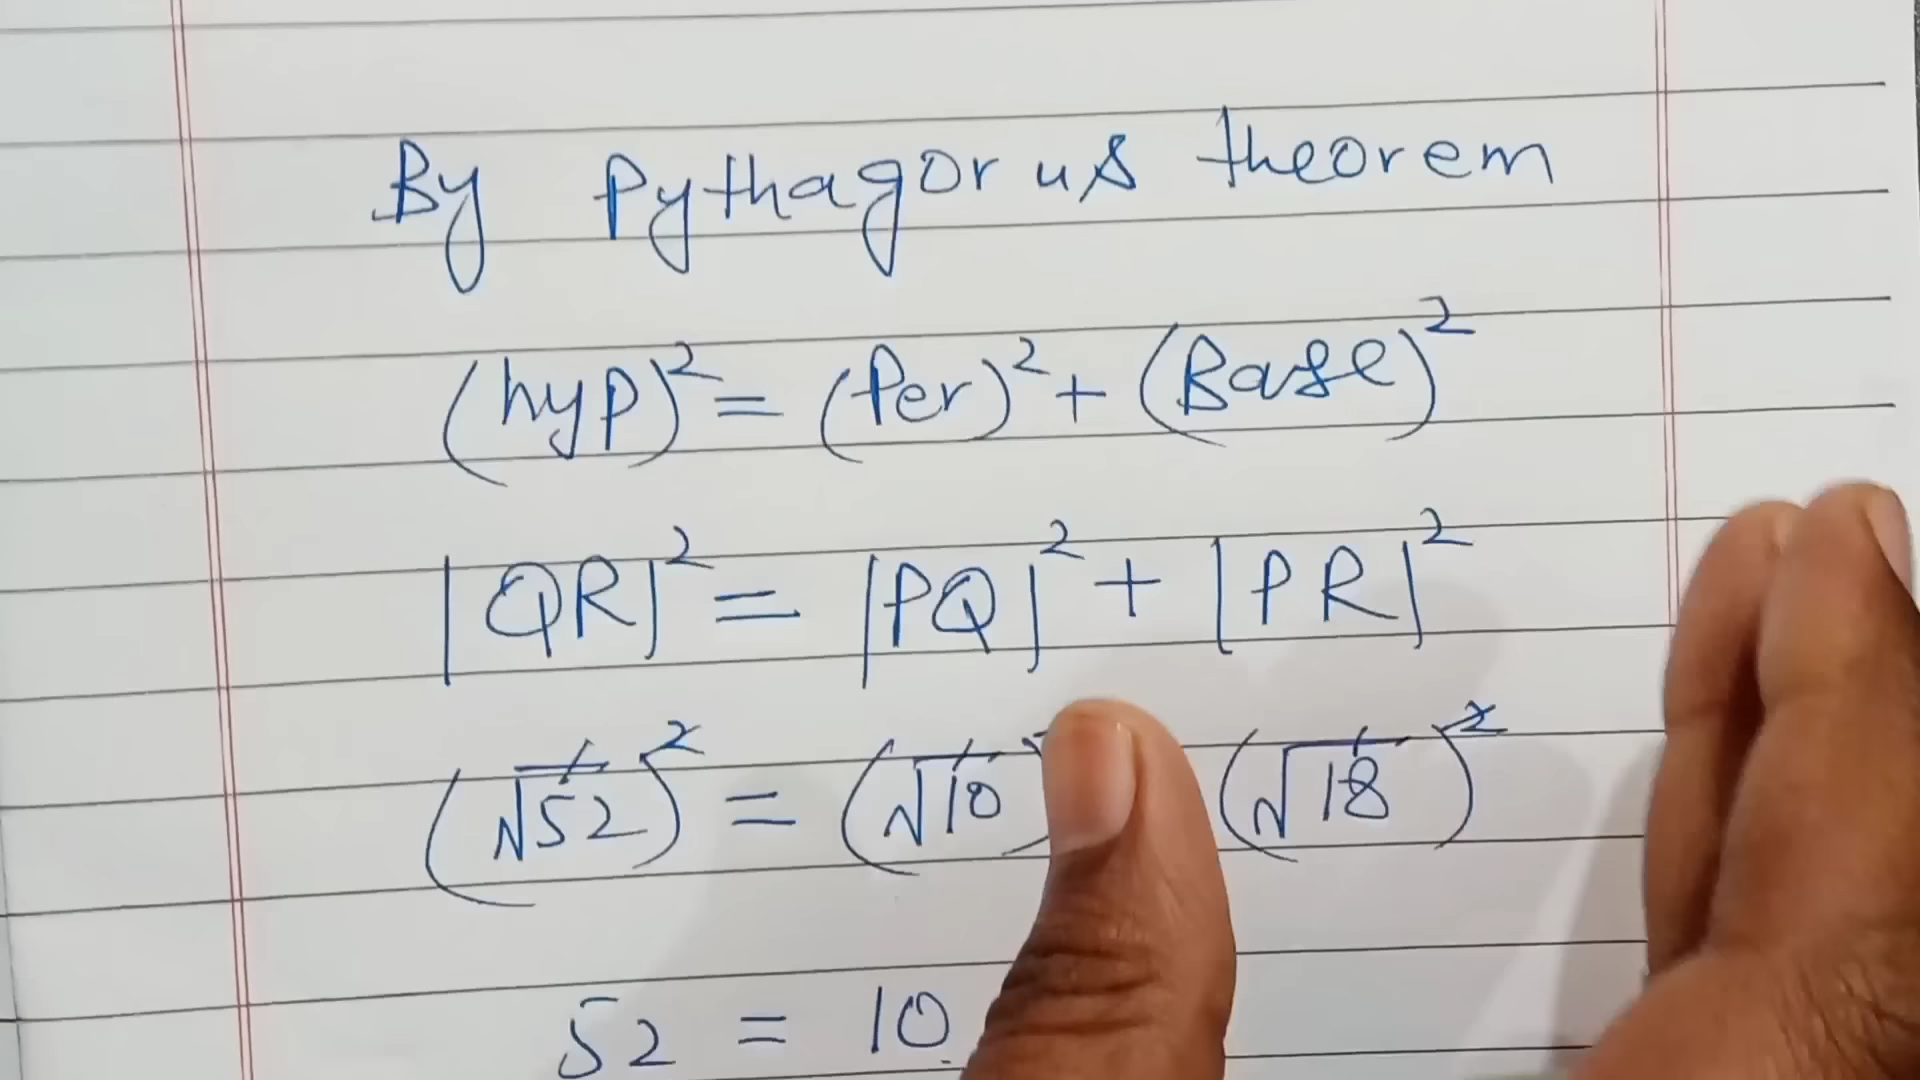 By Pythagorus theorem
(hyp)² = (Per)² + (Base)²
|QR|² = |PQ|² + |PR|²
(√52)² = (√10) (√18)²
52 = 10